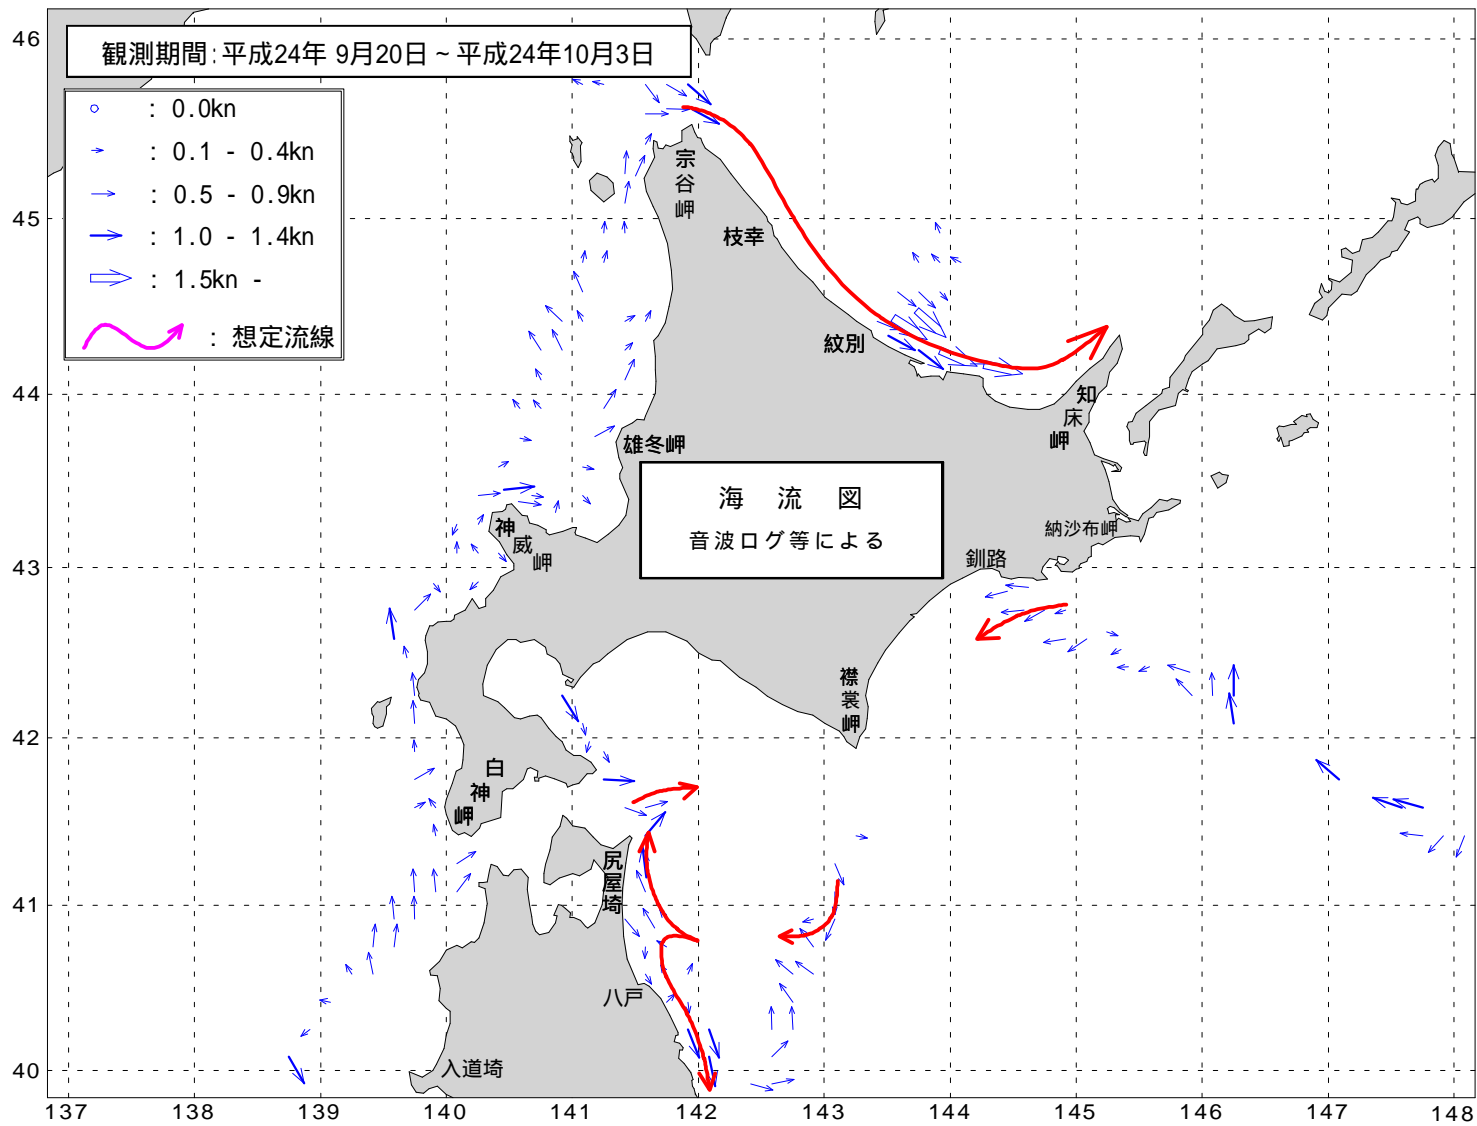 観測期間:平成24年 9月20日 ~ 平成24年10月3日
: 0.0kn
: 0.1 - 0.4kn
: 0.5 - 0.9kn
: 1.0 - 1.4kn
: 1.5kn -
: 想定流線
46
45
44
43
42
41
40
宗谷岬
枝幸
紋別
知床岬
雄冬岬
海 流 図
音波ログ等による
納沙布岬
釧路
神威岬
襟裳岬
白神岬
尻屋埼
八戸
入道埼
137 138 139 140 141 142 143 144 145 146 147 148